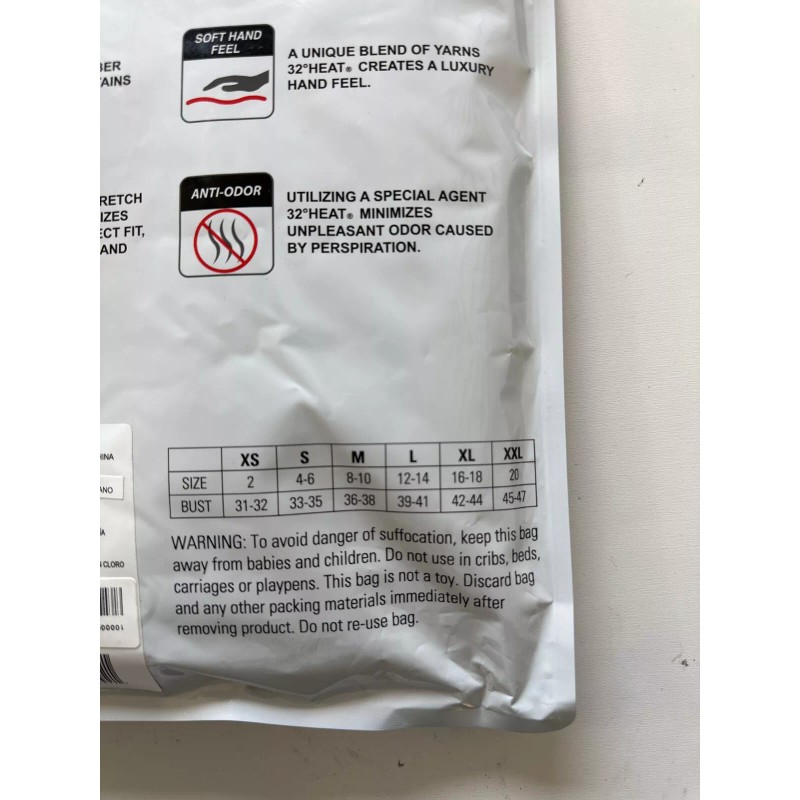 SOFT HAND
FEEL
A UNIQUE BLEND OF YARNS
32°HEAT® CREATES A LUXURY
HAND FEEL.
BER
TAINS
ANTI-ODOR
UTILIZING A SPECIAL AGENT
32°HEAT® MINIMIZES
UNPLEASANT ODOR CAUSED
BY PERSPIRATION.
RETCH
IZES
ECT FIT,
AND
XS S M L XL XXL
SIZE 2 4-6 8-10 12-14 16-18 20
BUST 31-32 33-35 36-38 39-41 42-44 45-47
WARNING: To avoid danger of suffocation, keep this bag
away from babies and children. Do not use in cribs, beds,
carriages or playpens. This bag is not a toy. Discard bag
and any other packing materials immediately after
removing product. Do not re-use bag.
HINA
ANO
ÍA
CLORO